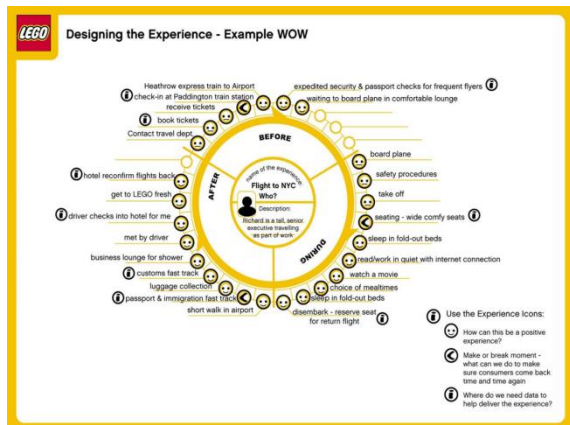 LEGO
Designing the Experience - Example WOW
Heathrow express train to Airport
check-in at Paddington train station
receive tickets
book tickets
Contact travel dept.
expedited security & passport checks for frequent flyers
waiting to board plane in comfortable lounge
BEFORE
board plane
safety procedures
take off
seating - wide comfy seats
sleep in fold-out beds
read/work in quiet with internet connection
watch a movie
choice of mealtimes
sleep in fold-out beds
disembark - reserve seat
for return flight
DURING
hotel reconfirm flights back
get to LEGO fresh
driver checks into hotel for me
met by driver
business lounge for shower
customs fast track
luggage collection
passport & immigration fast track
short walk in airport
AFTER
name of the experience:
Flight to NYC
Who?
Description:
Richard is a tall, senior
executive travelling
as part of work
Use the Experience Icons:
How can this be a positive
experience?
Make or break moment -
what can we do to make
sure consumers come back
time and time again
Where do we need data to
help deliver the experience?